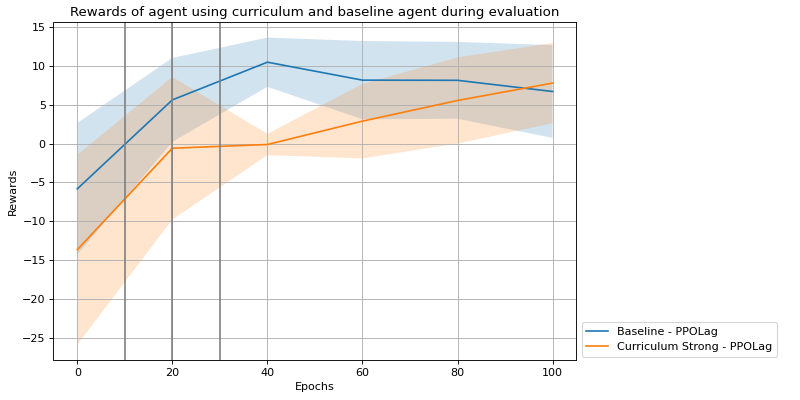 Rewards of agent using curriculum and baseline agent during evaluation
15
10
5
0
−5
−10
−15
−20
−25
Rewards
0 20 40 60 80 100
Epochs
Baseline - PPOLag
Curriculum Strong - PPOLag